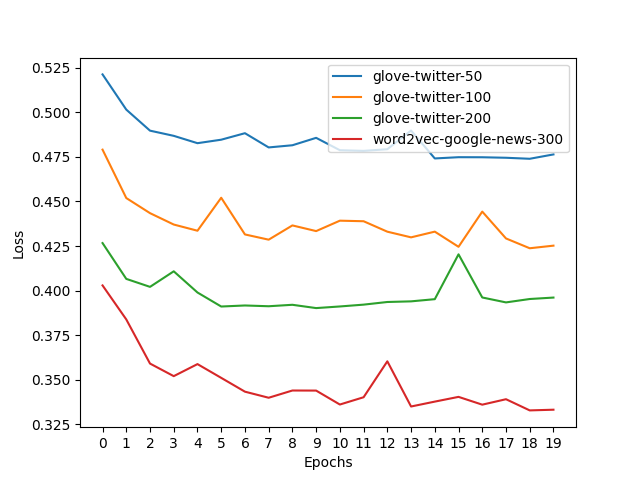 0.525
0.500
0.475
0.450
0.425
0.400
0.375
0.350
0.325
Loss
glove-twitter-50
glove-twitter-100
glove-twitter-200
word2vec-google-news-300
0 1 2 3 4 5 6 7 8 9 10 11 12 13 14 15 16 17 18 19
Epochs